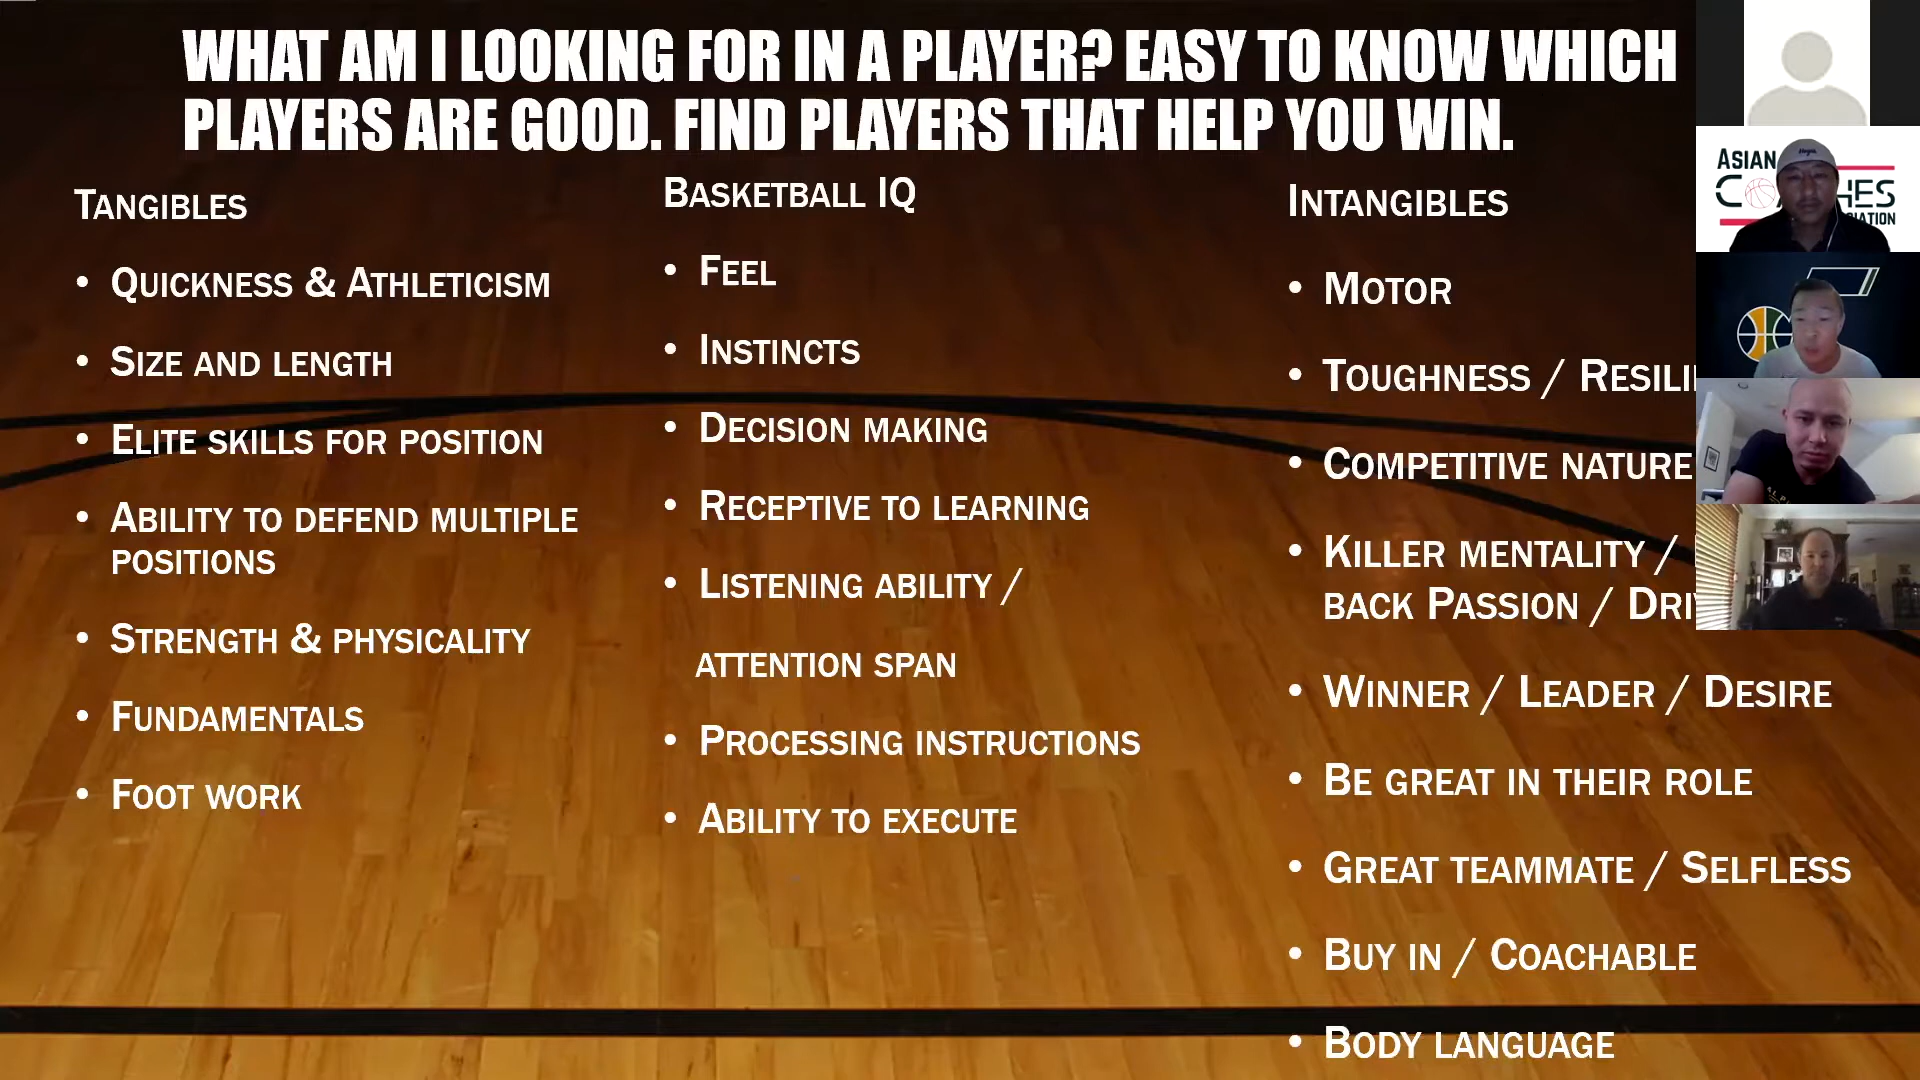 WHAT AM I LOOKING FOR IN A PLAYER? EASY TO KNOW WHICH
PLAYERS ARE GOOD. FIND PLAYERS THAT HELP YOU WIN.
TANGIBLES
• QUICKNESS & ATHLETICISM
• SIZE AND LENGTH
• ELITE SKILLS FOR POSITION
• ABILITY TO DEFEND MULTIPLE
POSITIONS
• STRENGTH & PHYSICALITY
• FUNDAMENTALS
• FOOT WORK
BASKETBALL IQ
• FEEL
• INSTINCTS
• DECISION MAKING
• RECEPTIVE TO LEARNING
• LISTENING ABILITY /
ATTENTION SPAN
• PROCESSING INSTRUCTIONS
• ABILITY TO EXECUTE
INTANGIBLES
• MOTOR
• TOUGHNESS /
• COMPETITIVE NATURE
• KILLER MENTALITY /
BACK PASSION /
• WINNER / LEADER / DESIRE
• BE GREAT IN THEIR ROLE
• GREAT TEAMMATE / SELFLESS
• BUY IN / COACHABLE
• BODY LANGUAGE
ASIAN